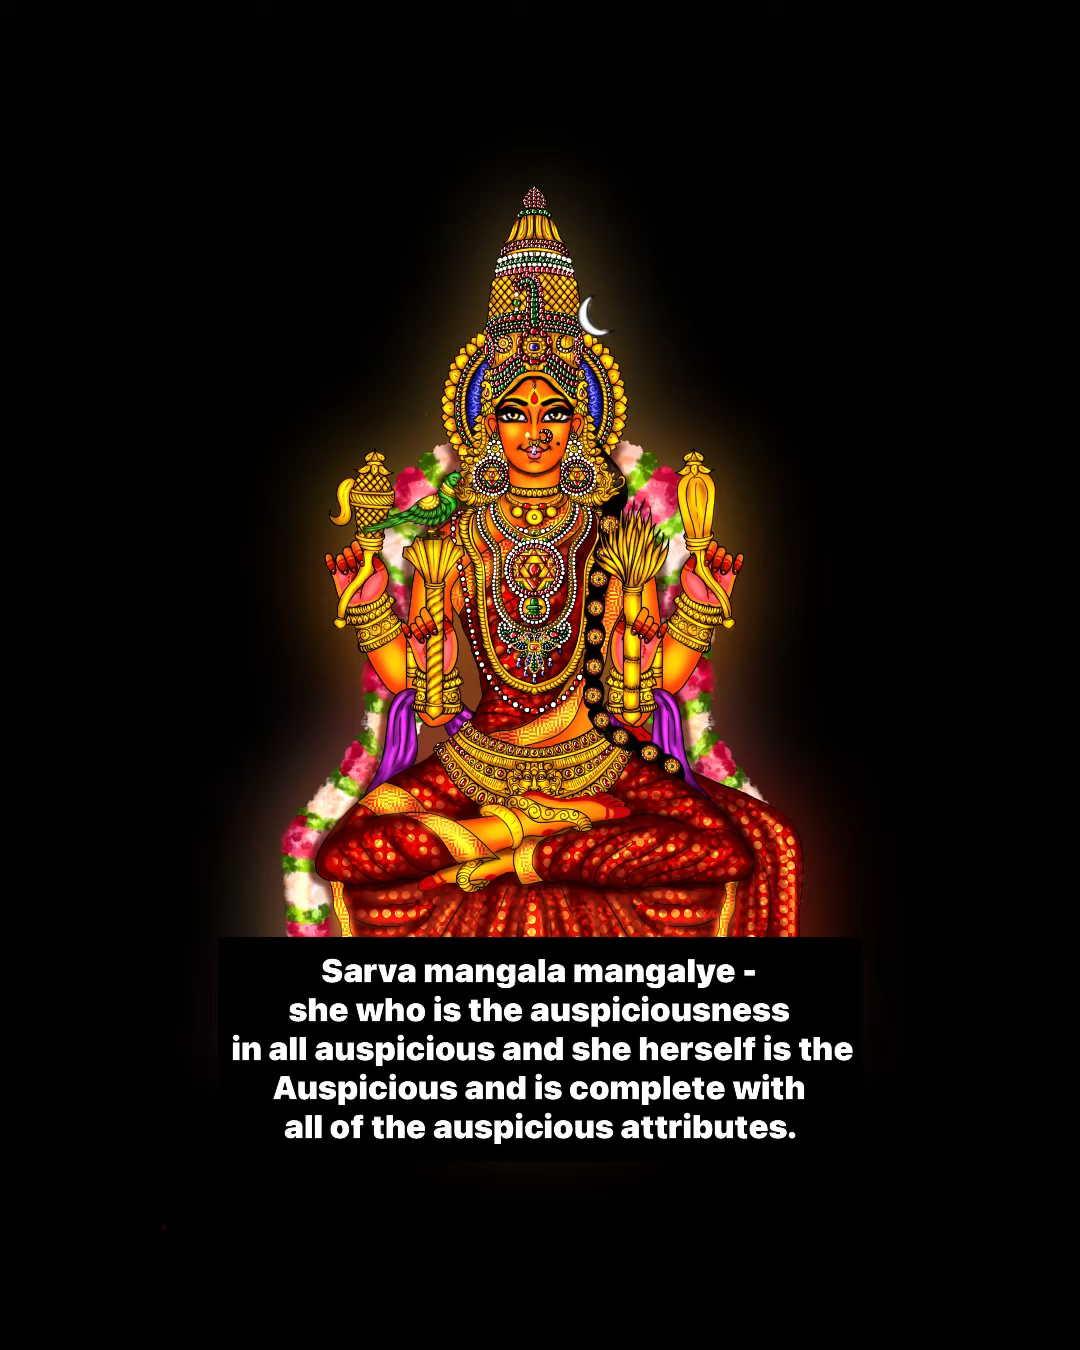 Sarva mangala mangalye -
she who is the auspiciousness
in all auspicious and she herself is the
Auspicious and is complete with
all of the auspicious attributes.